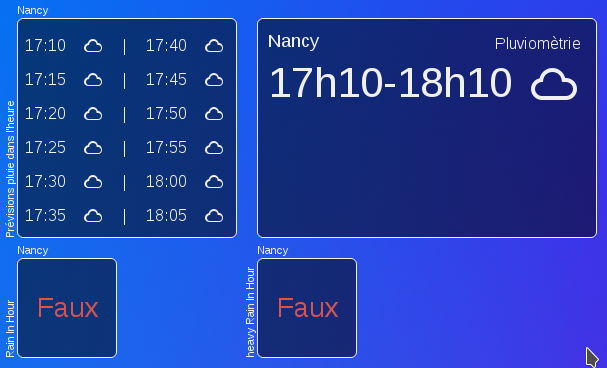 Nancy
Prévisions pluie dans l'heure
17:10 | 17:40
17:15 | 17:45
17:20 | 17:50
17:25 | 17:55
17:30 | 18:00
17:35 | 18:05
Nancy
Pluviomètrie
17h10-18h10
Nancy
Rain In Hour
Faux
Nancy
heavy Rain In Hour
Faux